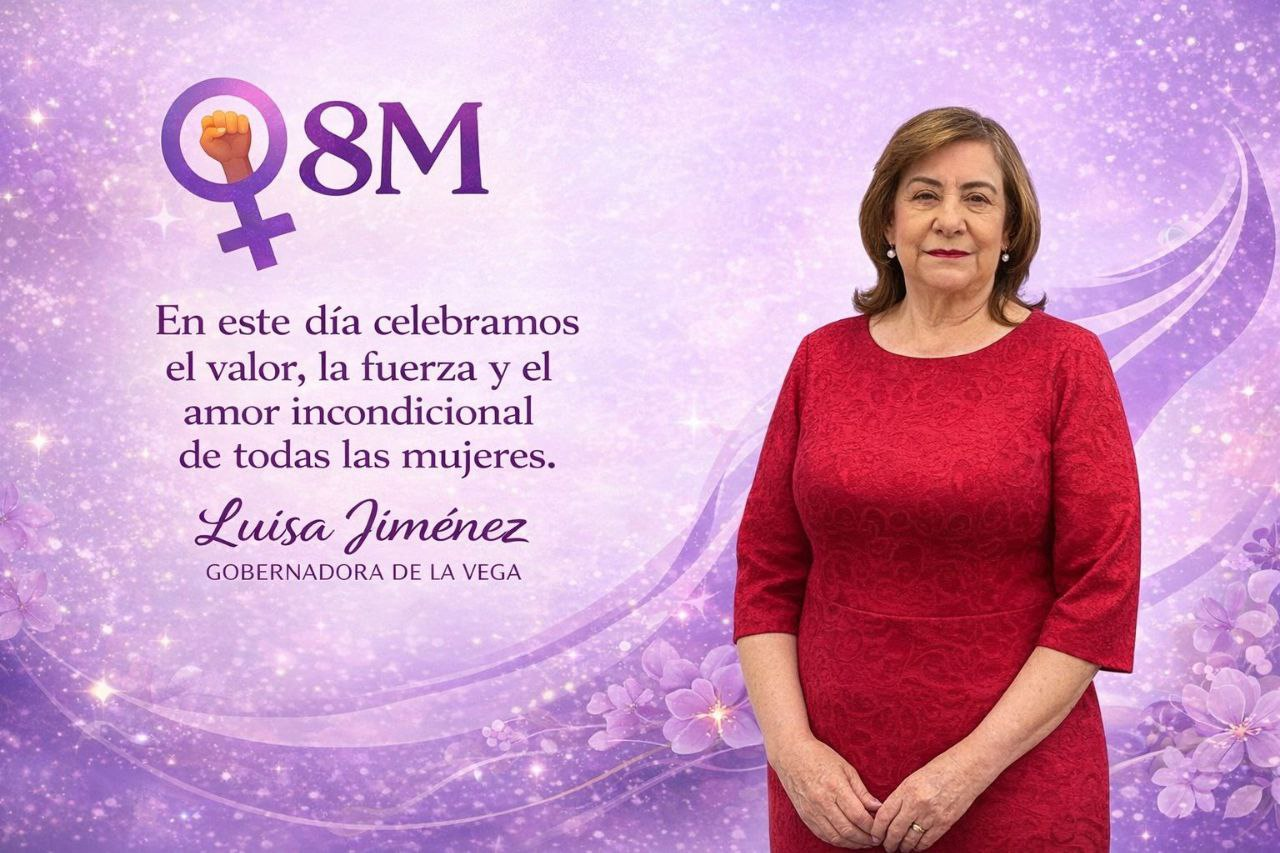 8M
En este día celebramos
el valor, la fuerza y el
amor incondicional
de todas las mujeres.
Luisa Jiménez
GOBERNADORA DE LA VEGA